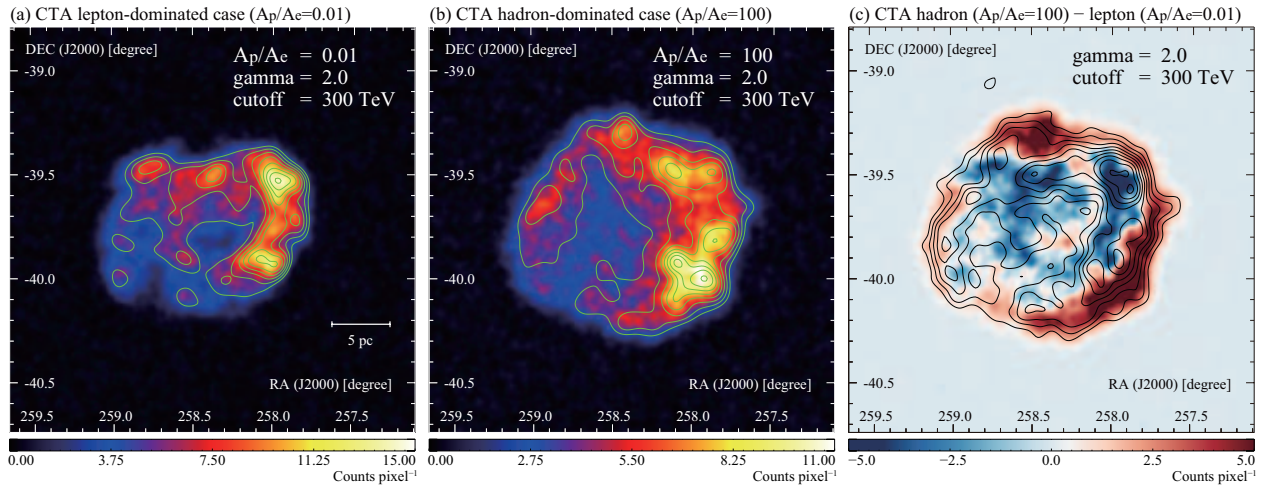 (a) CTA lepton-dominated case (Ap/Ae=0.01)
DEC (J2000) [degree]
Ap/Ae = 0.01
gamma = 2.0
cutoff = 300 TeV
-39.0
-39.5
-40.0
-40.5
5 pc
RA (J2000) [degree]
259.5 259.0 258.5 258.0 257.5
0.00 3.75 7.50 11.25 15.00
Counts pixel⁻¹
(b) CTA hadron-dominated case (Ap/Ae=100)
DEC (J2000) [degree]
Ap/Ae = 100
gamma = 2.0
cutoff = 300 TeV
-39.0
-39.5
-40.0
-40.5
RA (J2000) [degree]
259.5 259.0 258.5 258.0 257.5
0.00 2.75 5.50 8.25 11.00
Counts pixel⁻¹
(c) CTA hadron (Ap/Ae=100) − lepton (Ap/Ae=0.01)
DEC (J2000) [degree]
gamma = 2.0
cutoff = 300 TeV
-39.0
-39.5
-40.0
-40.5
RA (J2000) [degree]
259.5 259.0 258.5 258.0 257.5
−5.0 −2.5 0.0 2.5 5.0
Counts pixel⁻¹